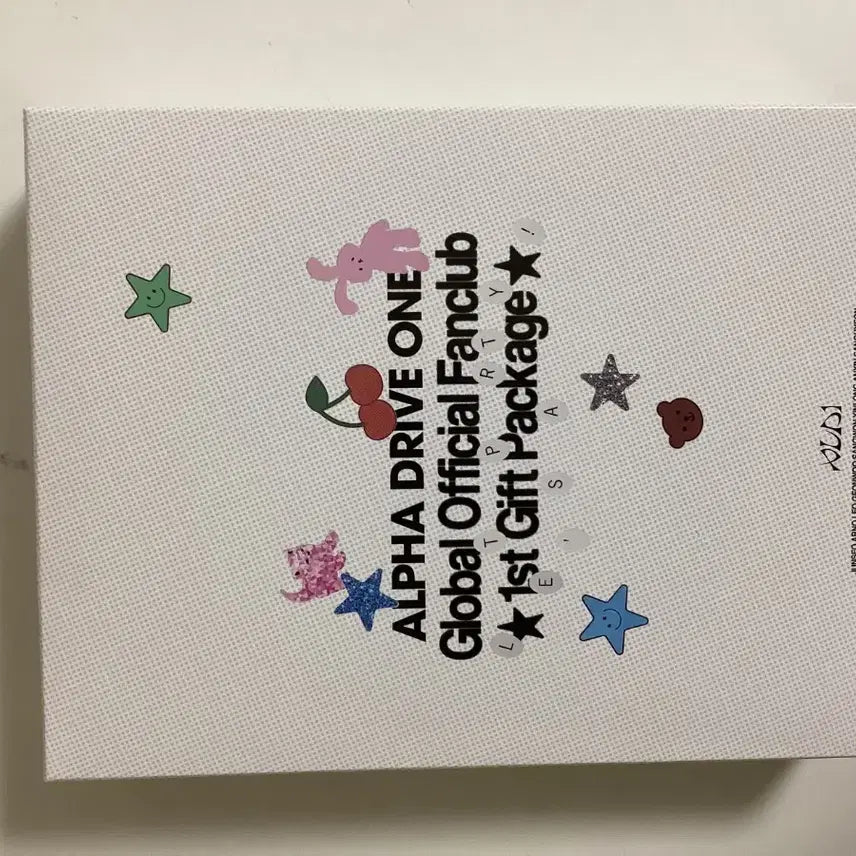 ALPHA DRIVE ONE
Global Official Fanclub
★1st Gift Package★
LET'S PARTY!